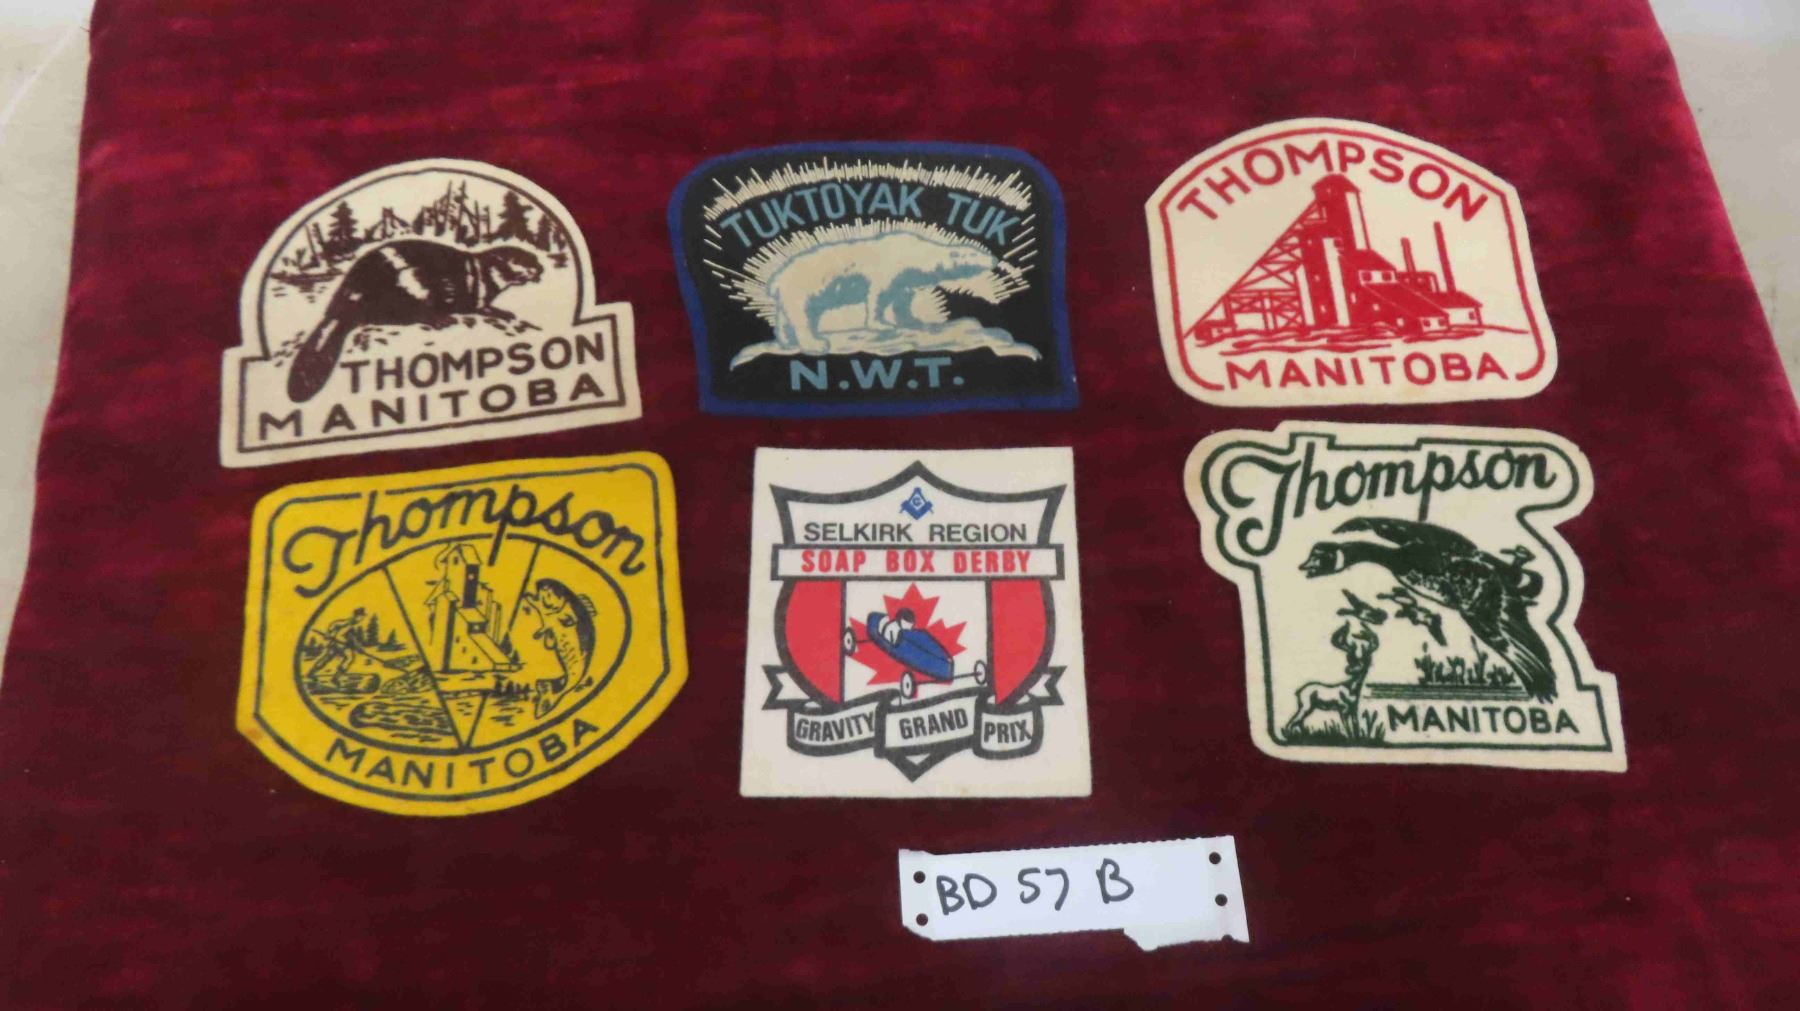 THOMPSON
MANITOBA
TUKTOYAK TUK
N.W.T.
THOMPSON
MANITOBA
Thompson
MANITOBA
G
SELKIRK REGION
SOAP BOX DERBY
GRAVITY GRAND PRIX
Thompson
MANITOBA
BD 57 B